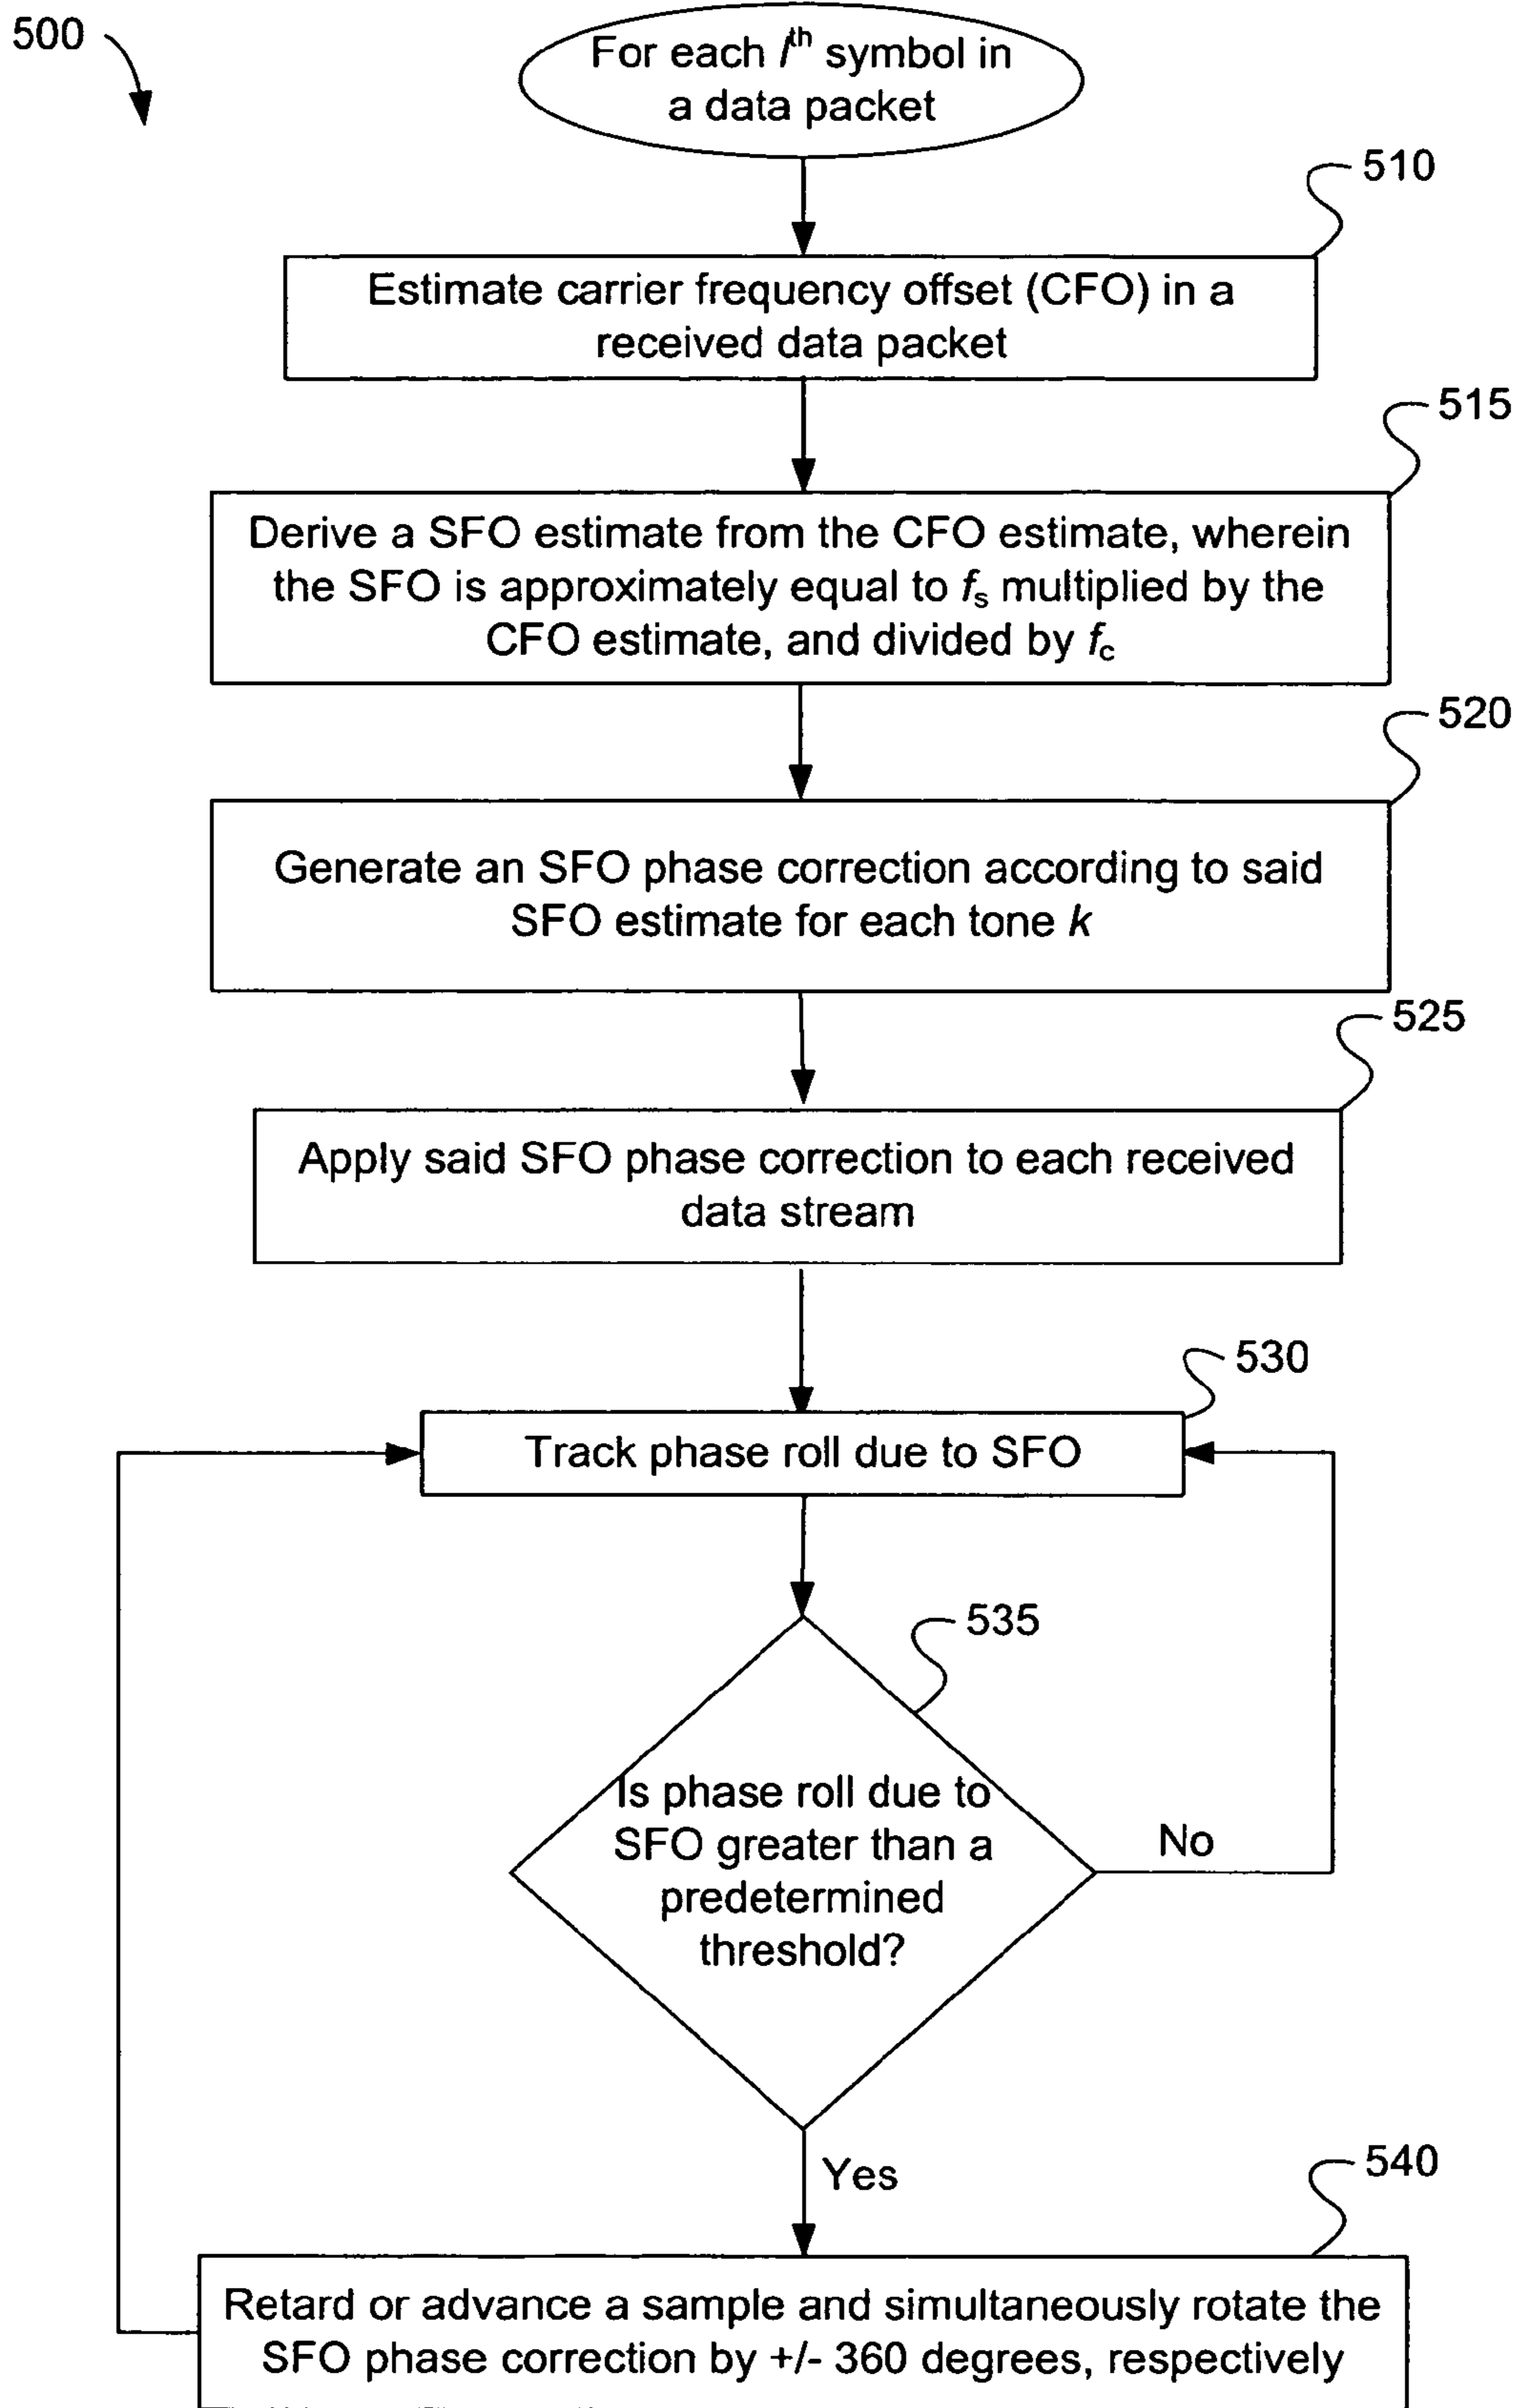 500
For each lth symbol in
a data packet
510
Estimate carrier frequency offset (CFO) in a
received data packet
515
Derive a SFO estimate from the CFO estimate, wherein
the SFO is approximately equal to fs multiplied by the
CFO estimate, and divided by fc
520
Generate an SFO phase correction according to said
SFO estimate for each tone k
525
Apply said SFO phase correction to each received
data stream
530
Track phase roll due to SFO
535
Is phase roll due to
SFO greater than a
predetermined
threshold?
No
Yes
540
Retard or advance a sample and simultaneously rotate the
SFO phase correction by +/- 360 degrees, respectively